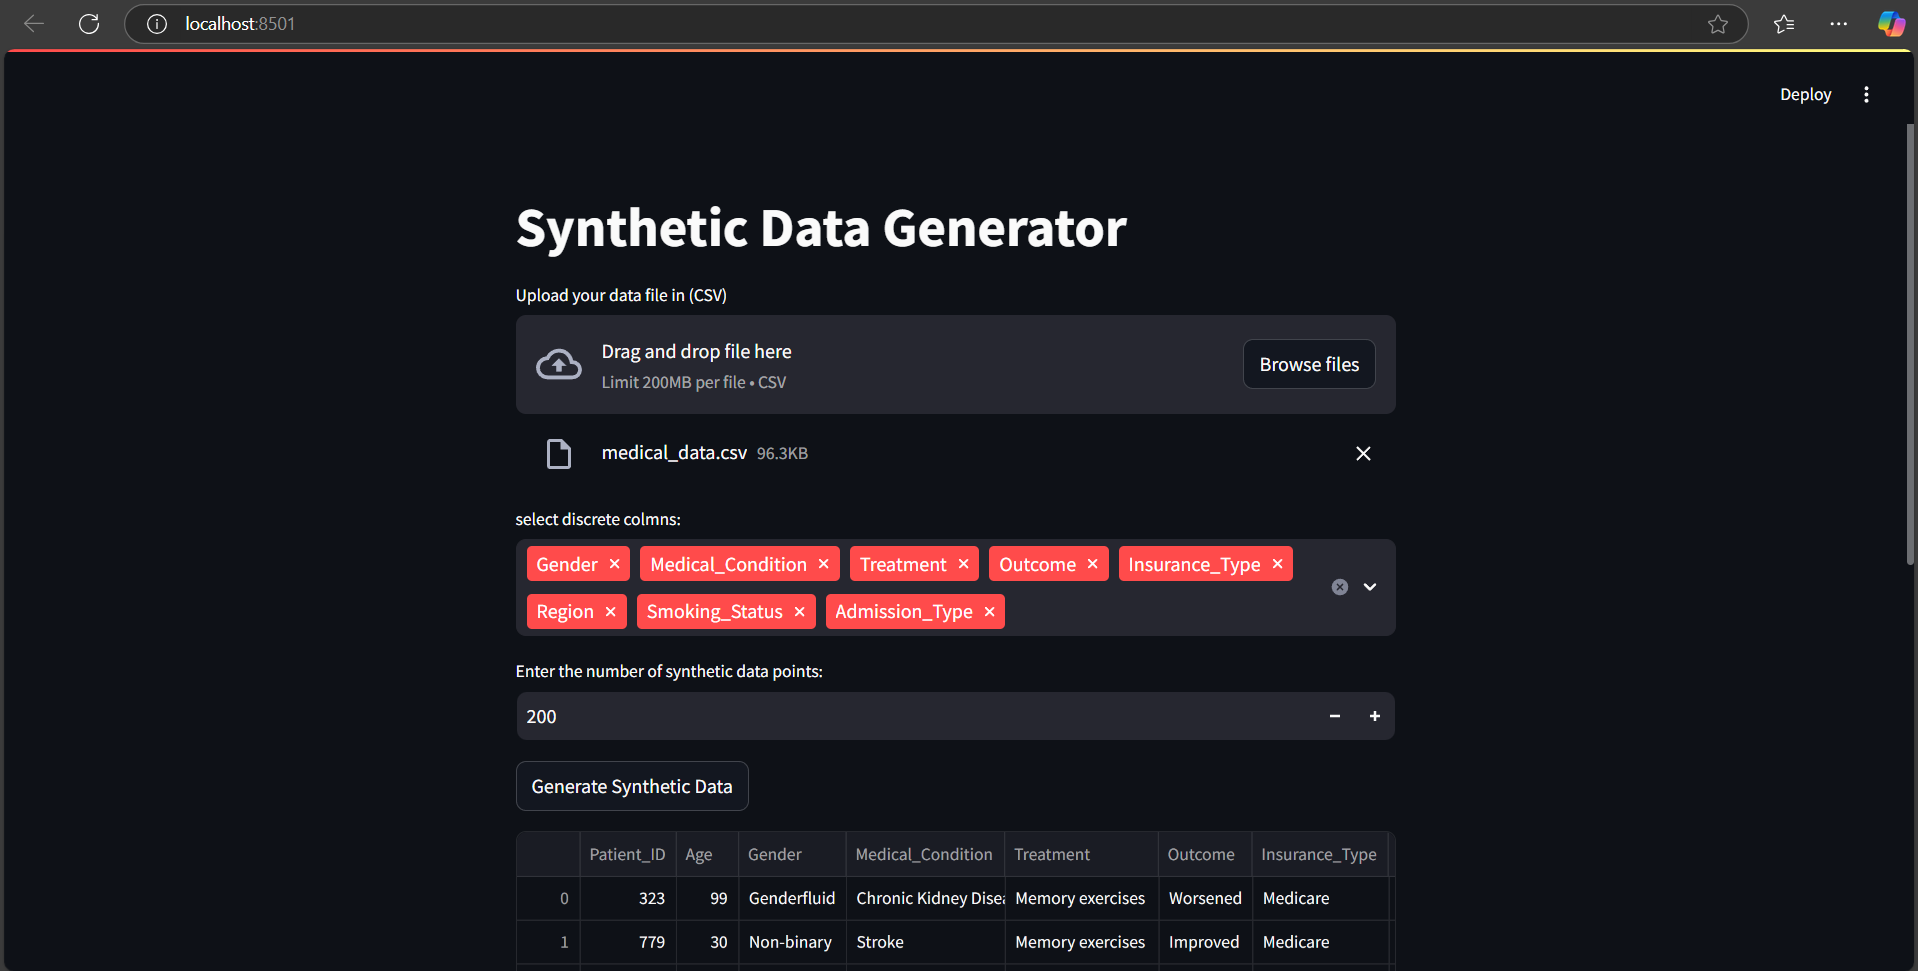 localhost:8501
Deploy
Synthetic Data Generator
Upload your data file in (CSV)
Drag and drop file here
Limit 200MB per file • CSV
Browse files
medical_data.csv 96.3KB
select discrete colmns:
Gender Medical_Condition Treatment Outcome Insurance_Type
Region Smoking_Status Admission_Type
Enter the number of synthetic data points:
200
Generate Synthetic Data
Patient_ID Age Gender Medical_Condition Treatment Outcome Insurance_Type
0 323 99 Genderfluid Chronic Kidney Disea Memory exercises Worsened Medicare
1 779 30 Non-binary Stroke Memory exercises Improved Medicare